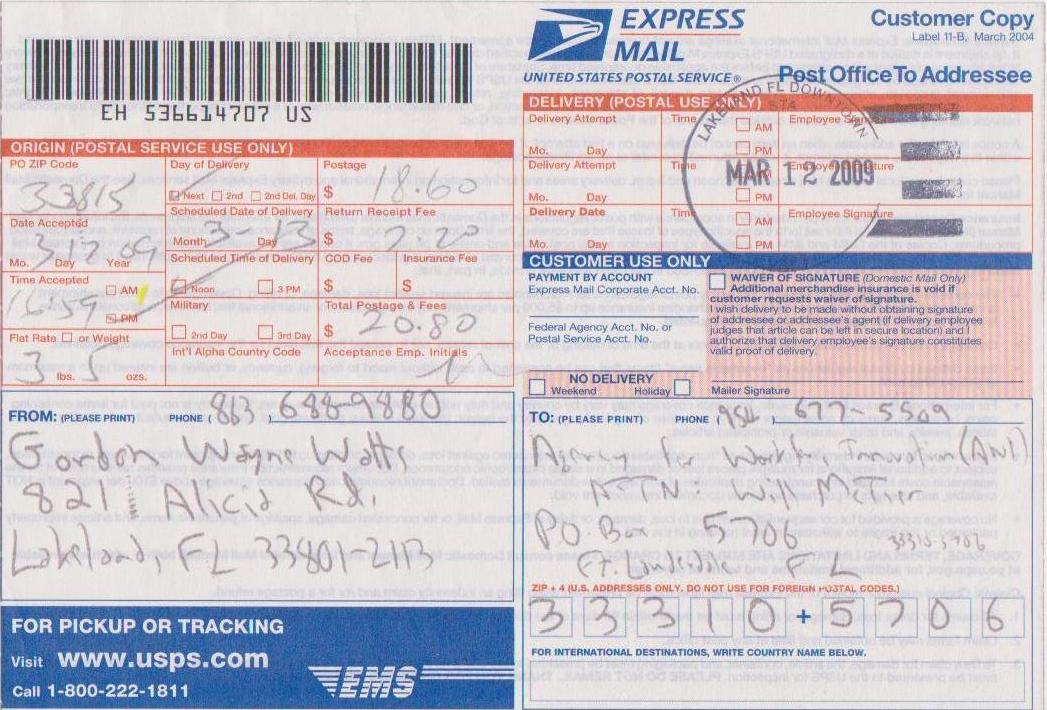 EH 536614707 US
EXPRESS
MAIL
UNITED STATES POSTAL SERVICE®
Customer Copy
Label 11-B, March 2004
Post Office To Addressee
ORIGIN (POSTAL SERVICE USE ONLY)
PO ZIP Code
33815
Day of Delivery
Next 2nd 2nd Del. Day
Postage
$ 18.60
Date Accepted
3 12 09
Mo. Day Year
Scheduled Date of Delivery
Month 3 - Day 13
Return Receipt Fee
$ 2.20
Time Accepted
AM
PM
Scheduled Time of Delivery
Noon 3 PM
COD Fee Insurance Fee
$ $
Military
2nd Day 3rd Day
Total Postage & Fees
$ 20.80
Flat Rate or Weight
3 lbs. 5 ozs.
Int'l Alpha Country Code
Acceptance Emp. Initials
DELIVERY (POSTAL USE ONLY)
Delivery Attempt Time Employee Signature
Mo. Day AM PM
Delivery Attempt Time Employee Signature
Mo. Day AM PM
Delivery Date Time Employee Signature
Mo. Day AM PM
LAKELAND FL DOWNTOWN STA
MAR 12 2009
CUSTOMER USE ONLY
PAYMENT BY ACCOUNT
Express Mail Corporate Acct. No.
Federal Agency Acct. No. or
Postal Service Acct. No.
WAIVER OF SIGNATURE (Domestic Mail Only)
Additional merchandise insurance is void if
customer requests waiver of signature.
I wish delivery to be made without obtaining signature
of addressee or addressee's agent (if delivery employee
judges that article can be left in secure location) and I
authorize that delivery employee's signature constitutes
valid proof of delivery.
NO DELIVERY
Weekend Holiday
Mailer Signature
FROM: (PLEASE PRINT) PHONE (863) 688-9880
Gordon Wayne Watts
821 Alicia Rd.
Lakeland, FL 33801-2113
TO: (PLEASE PRINT) PHONE (954) 677-5509
Agency for Workforce Innovation (AWI)
ATTN:
P.O. Box 5706
Ft. Lauderdale FL 33310-5706
ZIP + 4 (U.S. ADDRESSES ONLY. DO NOT USE FOR FOREIGN POSTAL CODES.)
33310 + 5706
FOR INTERNATIONAL DESTINATIONS, WRITE COUNTRY NAME BELOW.
FOR PICKUP OR TRACKING
Visit www.usps.com
Call 1-800-222-1811
EMS